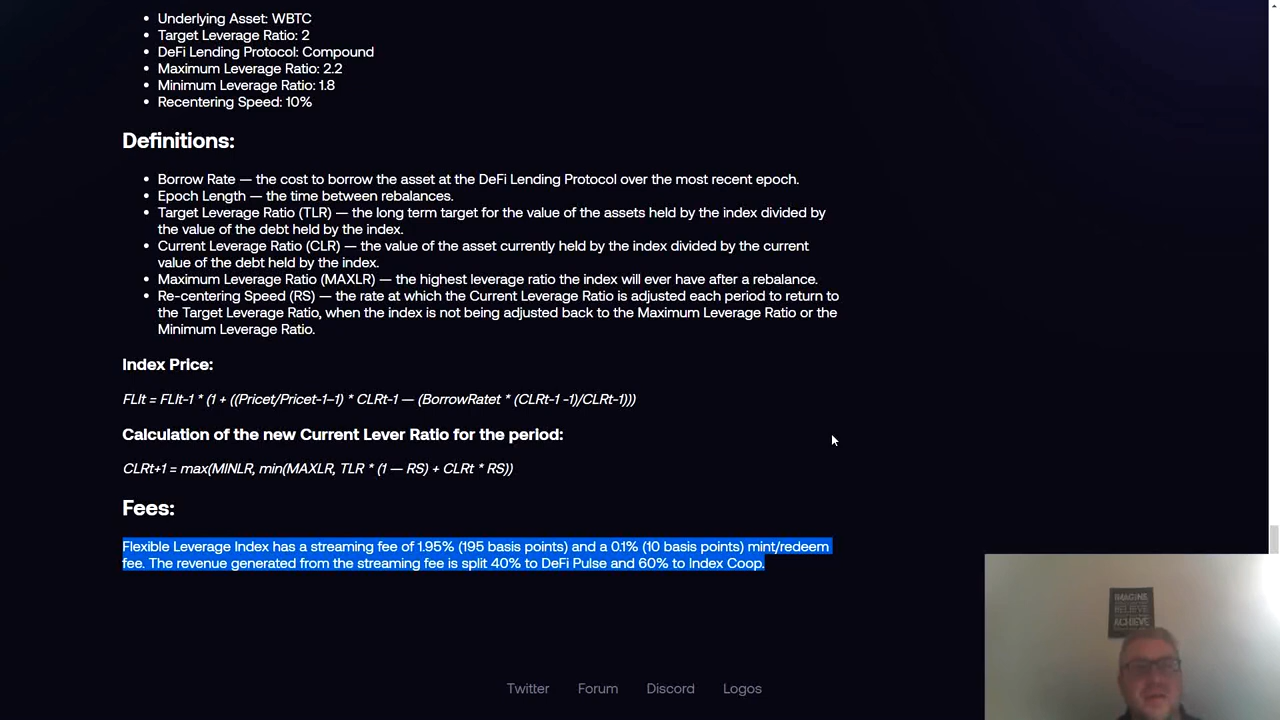 Underlying Asset: WBTC
Target Leverage Ratio: 2
DeFi Lending Protocol: Compound
Maximum Leverage Ratio: 2.2
Minimum Leverage Ratio: 1.8
Recentering Speed: 10%
Definitions:
Borrow Rate — the cost to borrow the asset at the DeFi Lending Protocol over the most recent epoch.
Epoch Length — the time between rebalances.
Target Leverage Ratio (TLR) — the long term target for the value of the assets held by the index divided by
the value of the debt held by the index.
Current Leverage Ratio (CLR) — the value of the asset currently held by the index divided by the current
value of the debt held by the index.
Maximum Leverage Ratio (MAXLR) — the highest leverage ratio the index will ever have after a rebalance.
Re-centering Speed (RS) — the rate at which the Current Leverage Ratio is adjusted each period to return to
the Target Leverage Ratio, when the index is not being adjusted back to the Maximum Leverage Ratio or the
Minimum Leverage Ratio.
Index Price:
FLIt = FLIt-1 * (1 + ((Pricet/Pricet-1–1) * CLRt-1 — (BorrowRatet * (CLRt-1 -1)/CLRt-1)))
Calculation of the new Current Lever Ratio for the period:
CLRt+1 = max(MINLR, min(MAXLR, TLR * (1 — RS) + CLRt * RS))
Fees:
Flexible Leverage Index has a streaming fee of 1.95% (195 basis points) and a 0.1% (10 basis points) mint/redeem
fee. The revenue generated from the streaming fee is split 40% to DeFi Pulse and 60% to Index Coop.
IMAGINE
BELIEVE
ACHIEVE
Twitter Forum Discord Logos